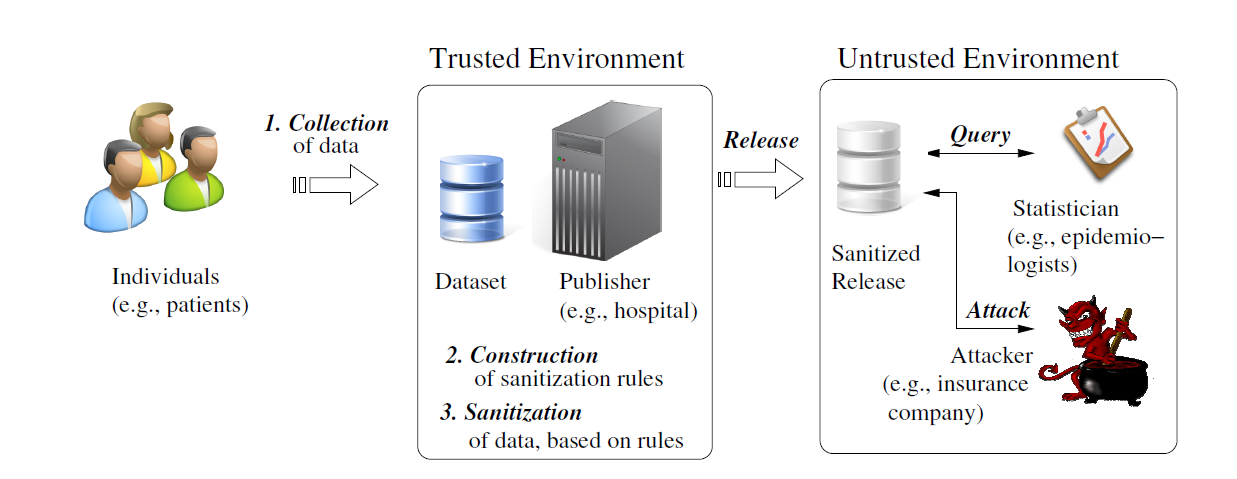 Trusted Environment
Untrusted Environment
1. Collection
of data
Individuals
(e.g., patients)
Dataset
Publisher
(e.g., hospital)
2. Construction
of sanitization rules
3. Sanitization
of data, based on rules
Release
Sanitized
Release
Query
Statistician
(e.g., epidemio−
logists)
Attack
Attacker
(e.g., insurance
company)